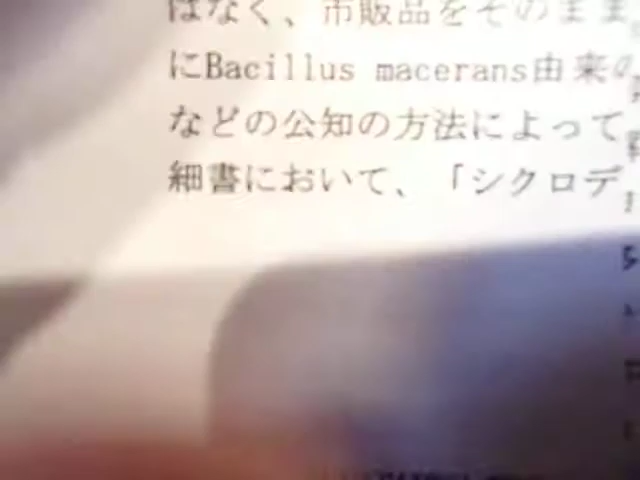 はなく、市販品をそのまま
にBacillus macerans由来の
などの公知の方法によって
細書において、「シクロデ